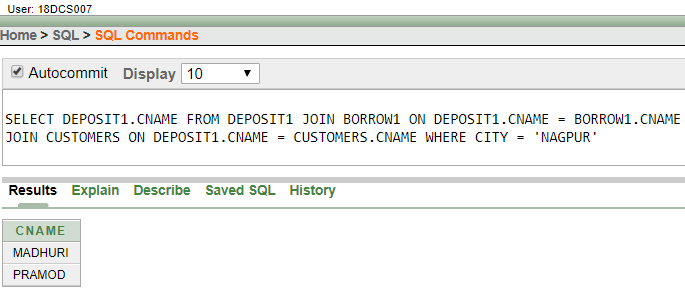 User: 18DCS007
Home > SQL > SQL Commands
Autocommit Display 10
SELECT DEPOSIT1.CNAME FROM DEPOSIT1 JOIN BORROW1 ON DEPOSIT1.CNAME = BORROW1.CNAME
JOIN CUSTOMERS ON DEPOSIT1.CNAME = CUSTOMERS.CNAME WHERE CITY = 'NAGPUR'
Results Explain Describe Saved SQL History
CNAME
MADHURI
PRAMOD